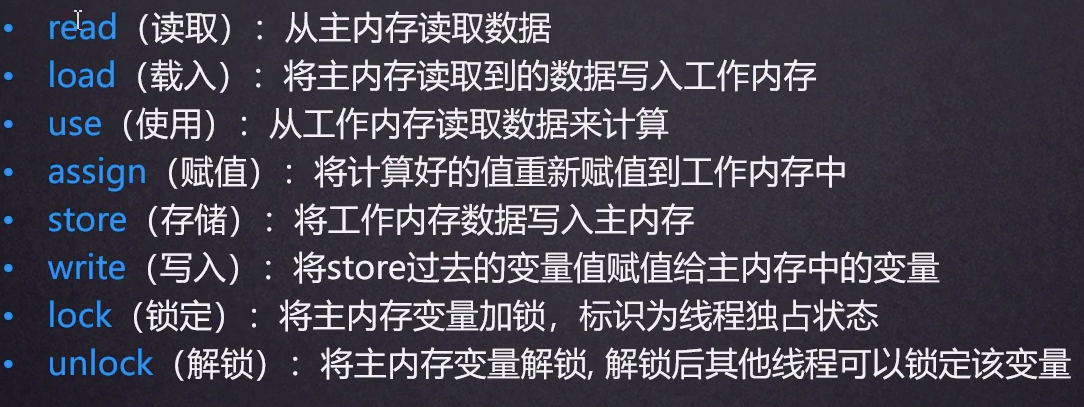 • read（读取）：从主内存读取数据
• load（载入）：将主内存读取到的数据写入工作内存
• use（使用）：从工作内存读取数据来计算
• assign（赋值）：将计算好的值重新赋值到工作内存中
• store（存储）：将工作内存数据写入主内存
• write（写入）：将store过去的变量值赋值给主内存中的变量
• lock（锁定）：将主内存变量加锁，标识为线程独占状态
• unlock（解锁）：将主内存变量解锁, 解锁后其他线程可以锁定该变量